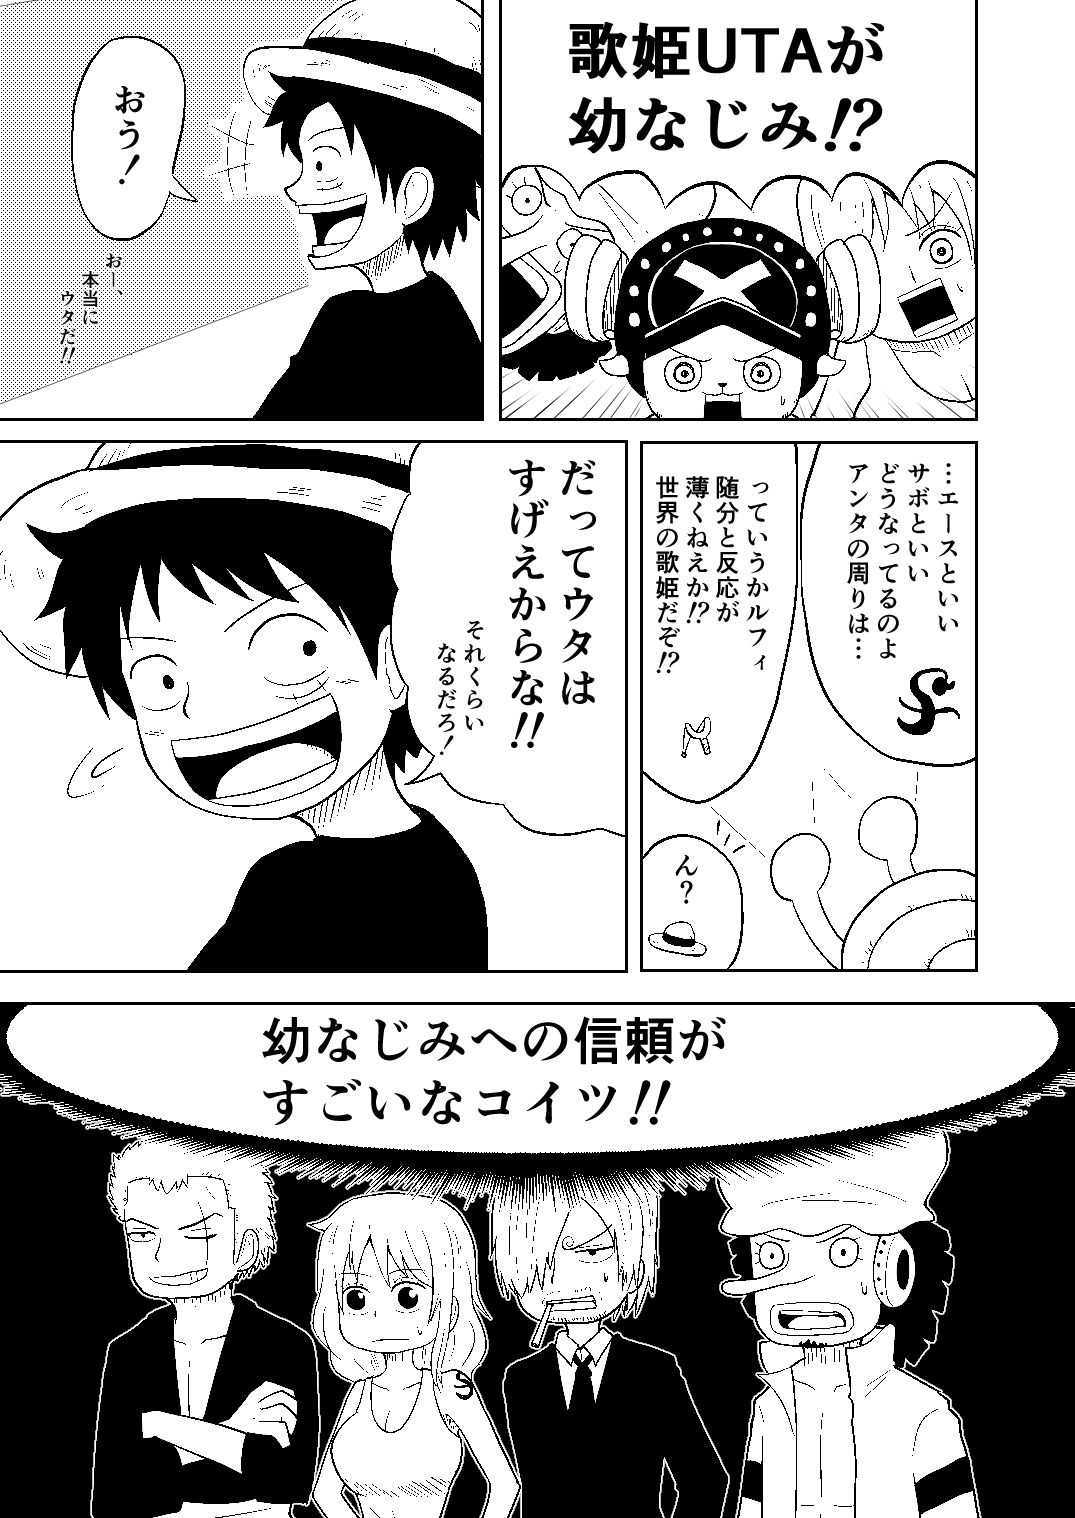 歌姫UTAが
幼なじみ!?
おう!
おー、
本当に
ウタだ!!
…エースといい
サボといい
どうなってるのよ
アンタの周りは…
っていうかルフィ
随分と反応が
薄くねえか!?
世界の歌姫だぞ!?
ん?
だってウタは
すげえからな!!
それくらい
なるだろ!
幼なじみへの信頼が
すごいなコイツ!!